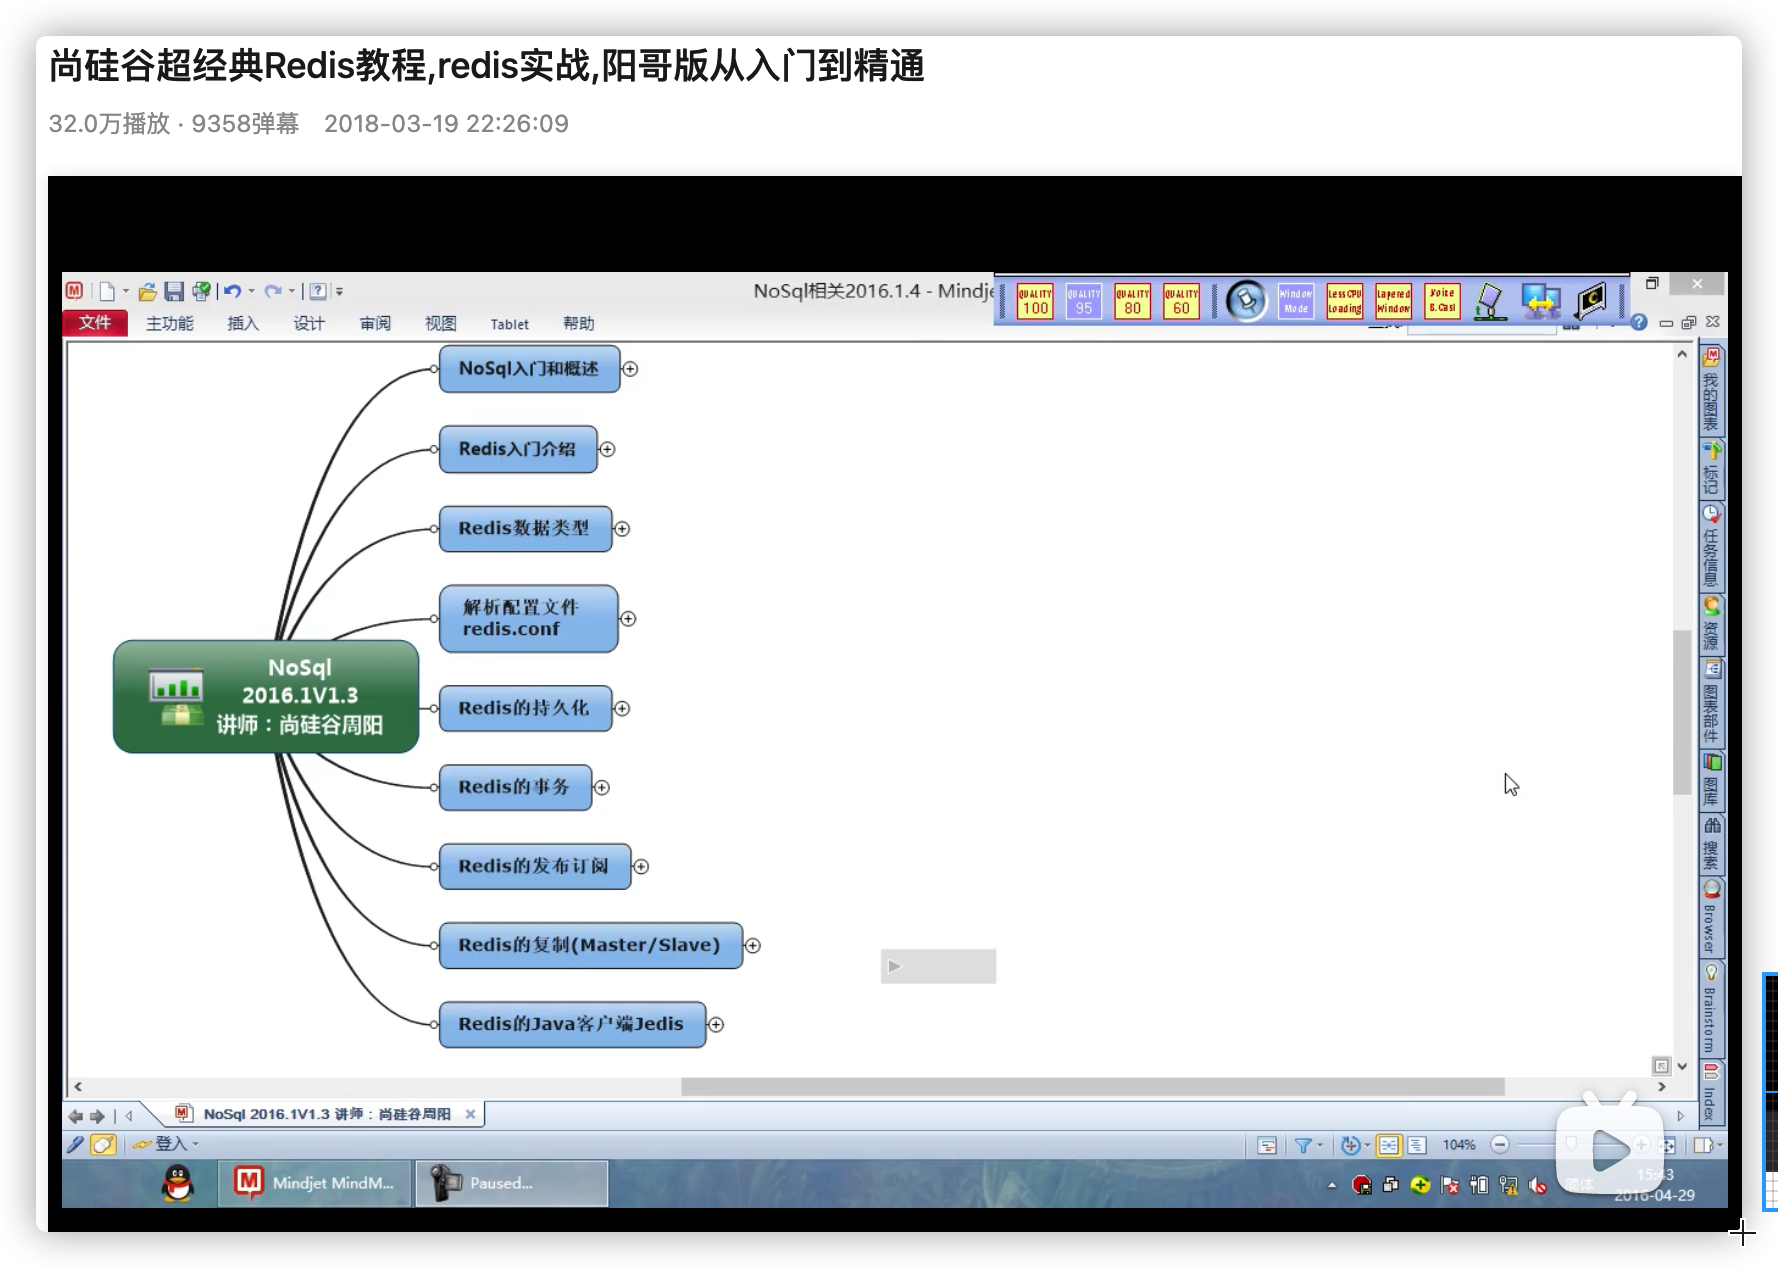 尚硅谷超经典Redis教程,redis实战,阳哥版从入门到精通
32.0万播放 · 9358弹幕 2018-03-19 22:26:09
NoSql相关2016.1.4 - Mindje
QUALITY 100
QUALITY 95
QUALITY 80
QUALITY 60
Window Mode
Less CPU Loading
Layered Window
Voice B.Cast
文件 主功能 插入 设计 审阅 视图 Tablet 帮助
NoSql入门和概述
Redis入门介绍
Redis数据类型
解析配置文件
redis.conf
NoSql
2016.1V1.3
讲师：尚硅谷周阳
Redis的持久化
Redis的事务
Redis的发布订阅
Redis的复制(Master/Slave)
Redis的Java客户端Jedis
我的图表
标记
任务信息
资源
图表部件
图库
搜索
Browser
Brainstorm
Index
NoSql 2016.1V1.3 讲师：尚硅谷周阳
登入
104%
Mindjet MindM...
Paused...
简体
15:43
2016-04-29